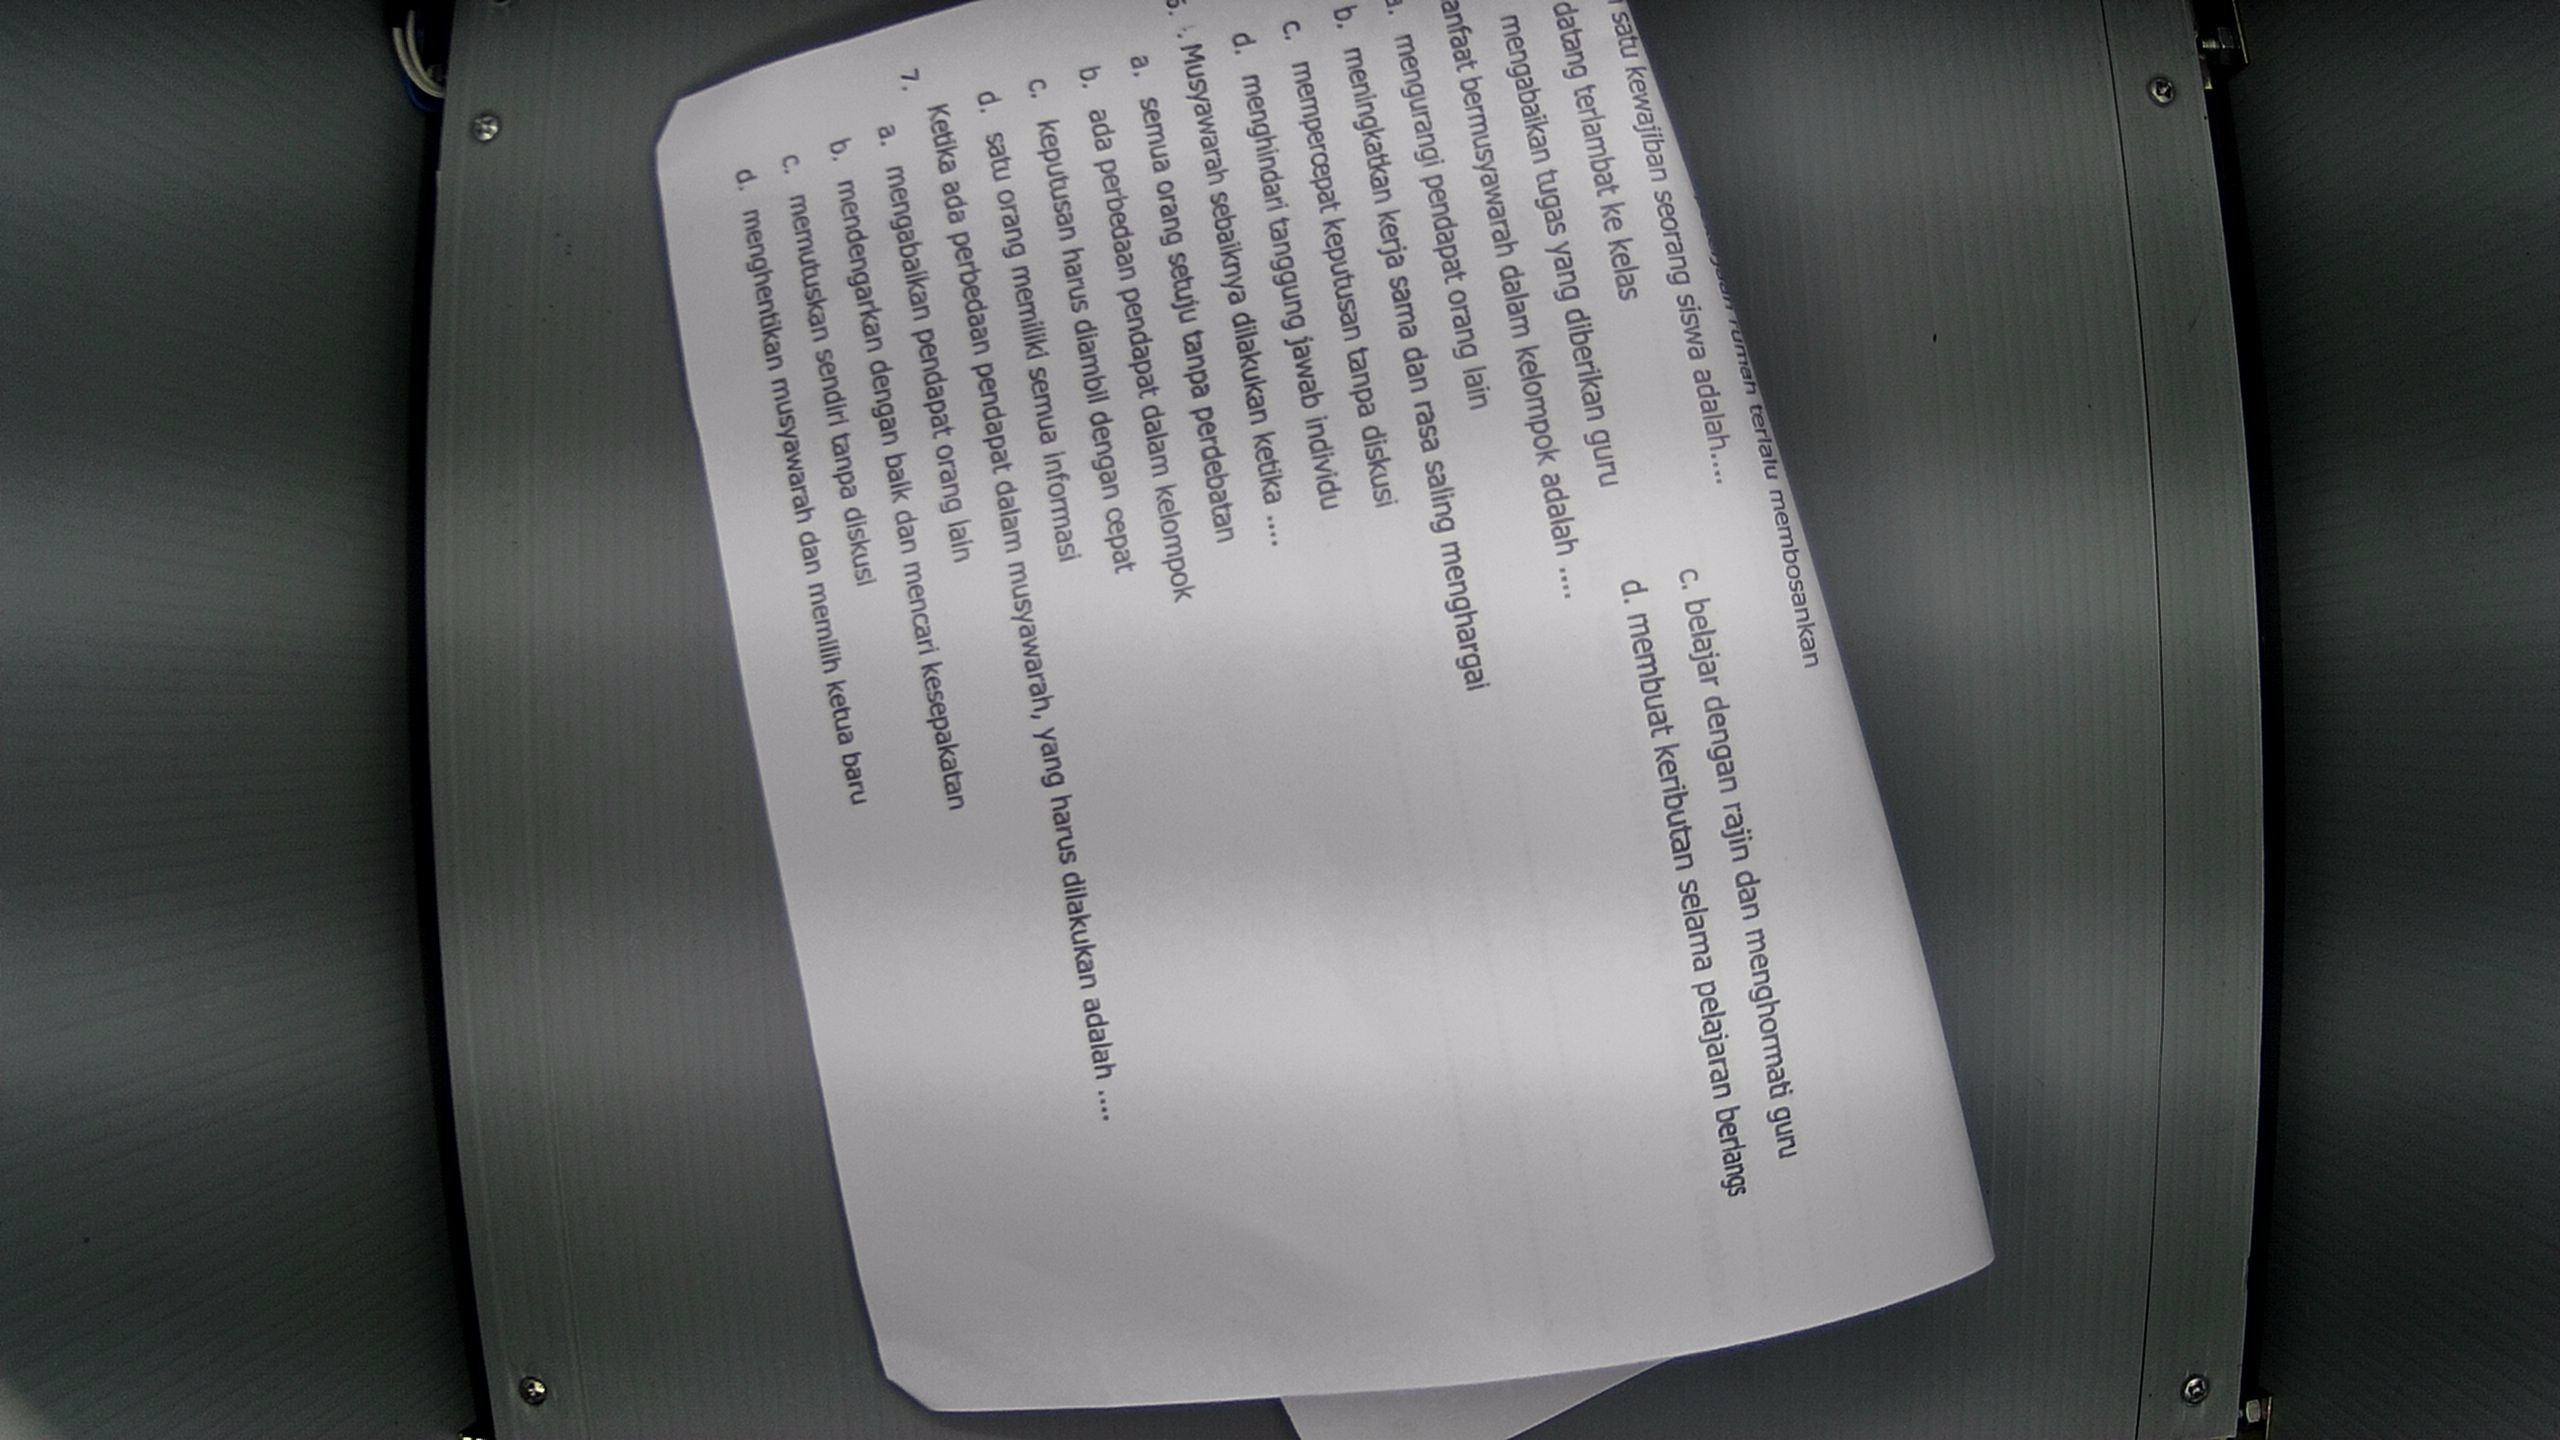 rumah terlalu membosankan
satu kewajiban seorang siswa adalah....
datang terlambat ke kelas
c. belajar dengan rajin dan menghormati guru
mengabaikan tugas yang diberikan guru
d. membuat keributan selama pelajaran berlangs
anfaat bermusyawarah dalam kelompok adalah ....
a. mengurangi pendapat orang lain
b. meningkatkan kerja sama dan rasa saling menghargai
c. mempercepat keputusan tanpa diskusi
d. menghindari tanggung jawab individu
6. Musyawarah sebaiknya dilakukan ketika ....
a. semua orang setuju tanpa perdebatan
b. ada perbedaan pendapat dalam kelompok
c. keputusan harus diambil dengan cepat
d. satu orang memiliki semua informasi
7. Ketika ada perbedaan pendapat dalam musyawarah, yang harus dilakukan adalah ....
a. mengabaikan pendapat orang lain
b. mendengarkan dengan baik dan mencari kesepakatan
c. memutuskan sendiri tanpa diskusi
d. menghentikan musyawarah dan memilih ketua baru